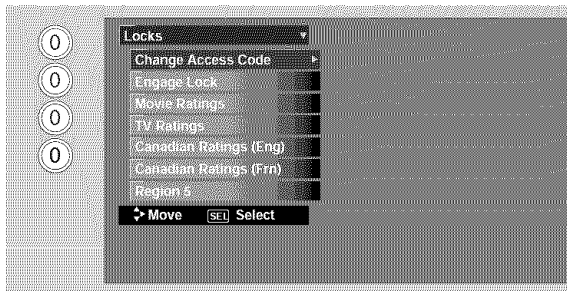 Locks
0
Change Access Code
0
Engage Lock
Movie Ratings
0
TV Ratings
0
Canadian Ratings (Eng)
Canadian Ratings (Frn)
Region 5
Move SEL Select